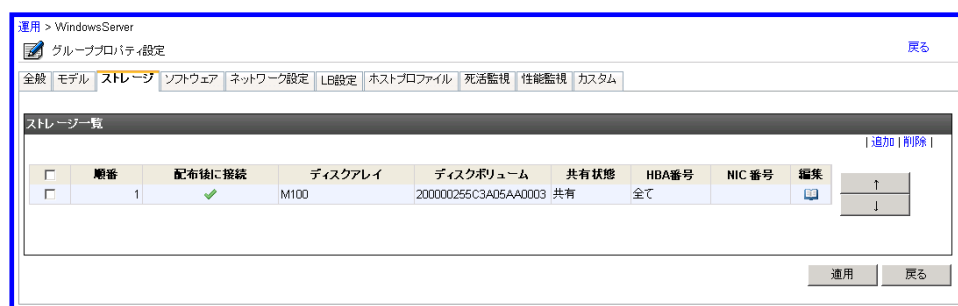 運用 > WindowsServer
グループプロパティ設定 戻る
全般 モデル ストレージ ソフトウェア ネットワーク設定 LB設定 ホストプロファイル 死活監視 性能監視 カスタム
ストレージ一覧
| 追加 | 削除 |
順番 配布後に接続 ディスクアレイ ディスクボリューム 共有状態 HBA番号 NIC 番号 編集
1 M100 200000255C3A05AA0003 共有 全て
↑
↓
適用 戻る